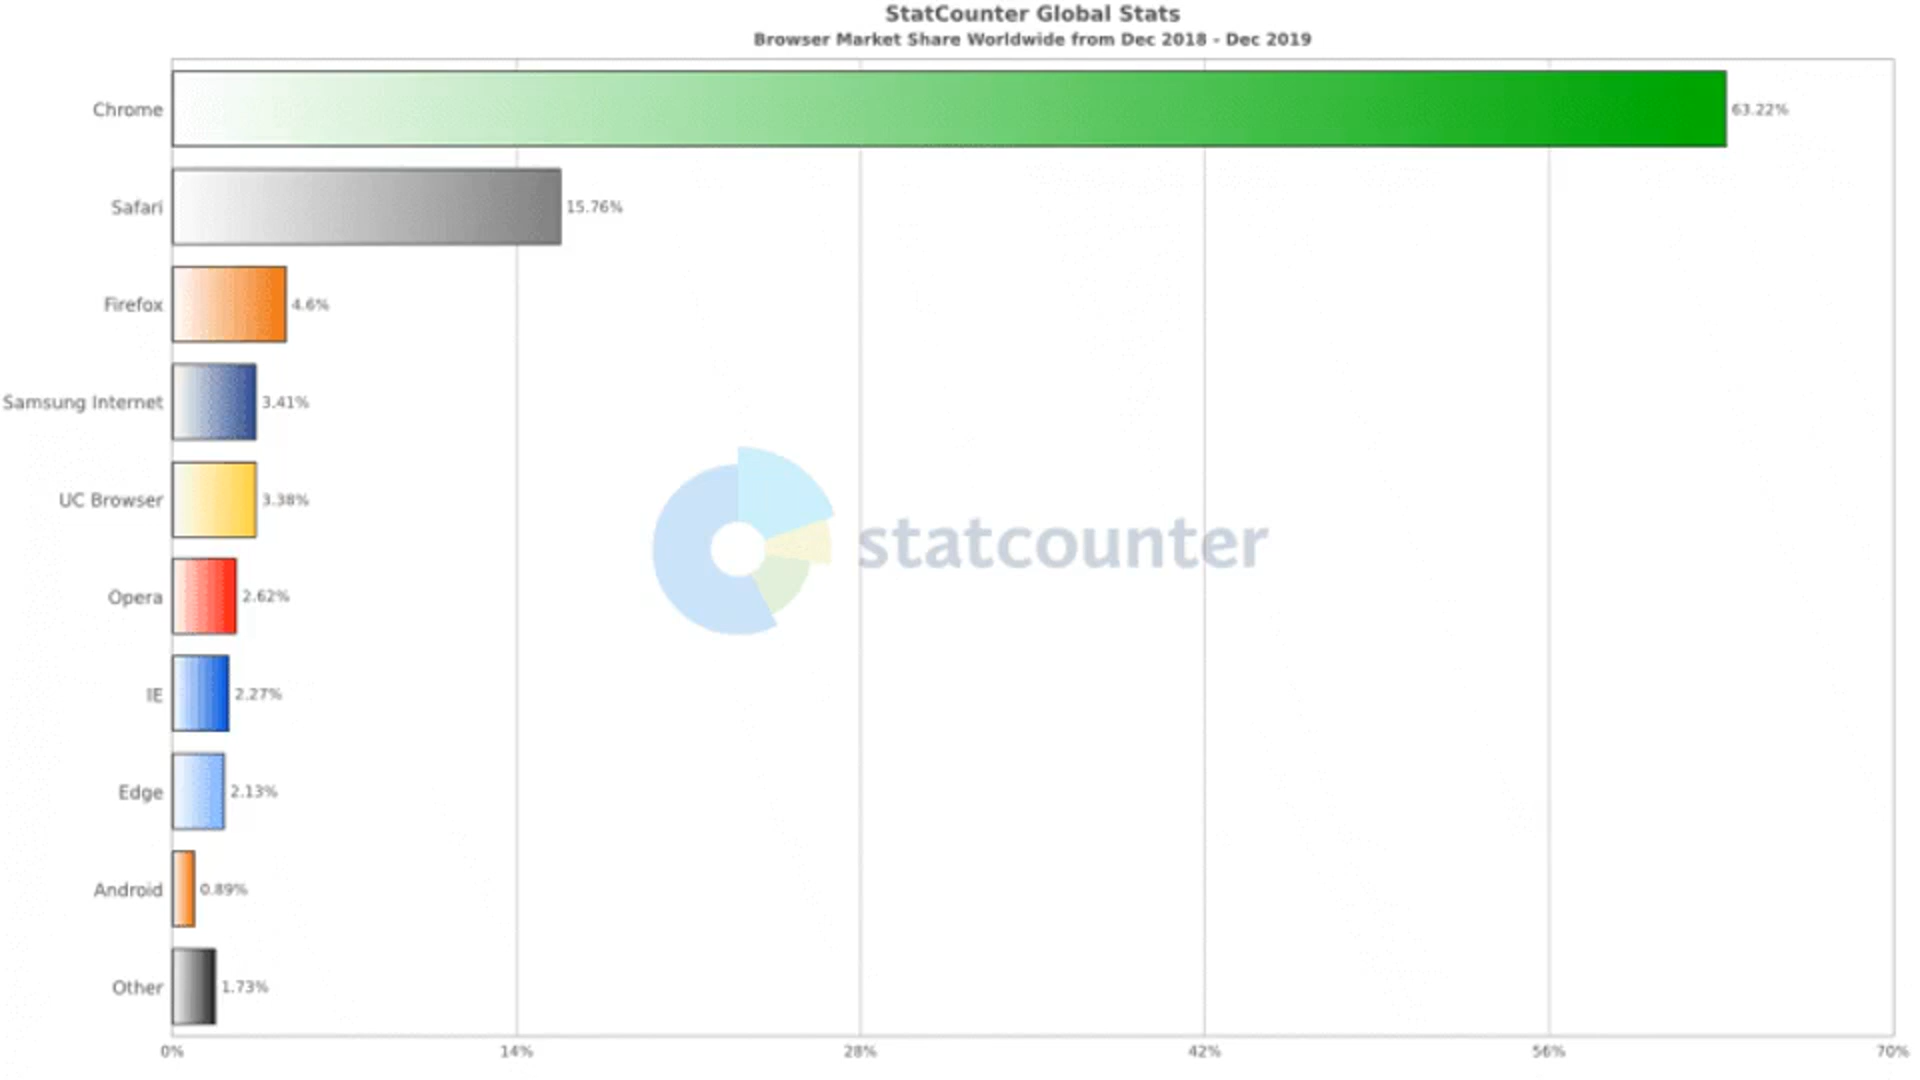 StatCounter Global Stats
Browser Market Share Worldwide from Dec 2018 - Dec 2019
Chrome 63.22%
Safari 15.76%
Firefox 4.6%
Samsung Internet 3.41%
UC Browser 3.38%
statcounter
Opera 2.62%
IE 2.27%
Edge 2.13%
Android 0.89%
Other 1.73%
0% 14% 28% 42% 56% 70%